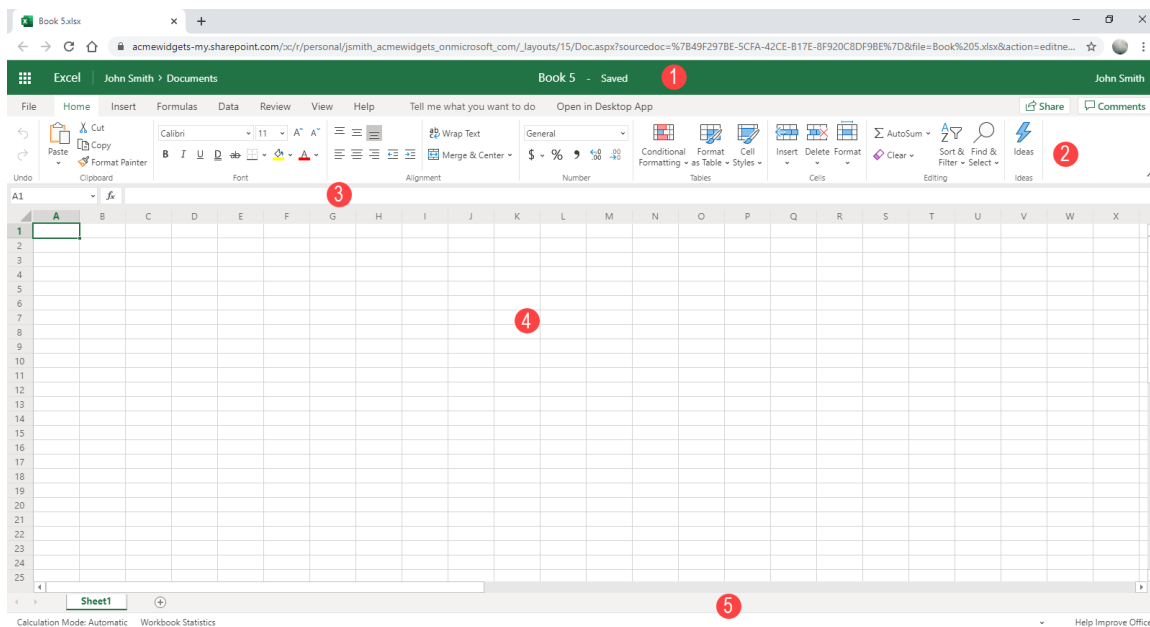 Book 5.xlsx
acmewidgets-my.sharepoint.com/:x:/r/personal/jsmith_acmewidgets_onmicrosoft_com/_layouts/15/Doc.aspx?sourcedoc=%7B49F297BE-5CFA-42CE-B17E-8F920C8DF9BE%7D&file=Book%205.xlsx&action=editne...
Excel John Smith > Documents Book 5 - Saved 1 John Smith
File Home Insert Formulas Data Review View Help Tell me what you want to do Open in Desktop App Share Comments
Paste Cut Copy Format Painter
Calibri 11 A A
B I U D ab A
Wrap Text
Merge & Center
General
$ % 9 .00 .0
Conditional Formatting
Format as Table
Cell Styles
Insert Delete Format
AutoSum
Clear
Sort & Filter
Find & Select
Ideas
2
Undo Clipboard Font Alignment Number Tables Cells Editing Ideas
A1 fx 3
A B C D E F G H I J K L M N O P Q R S T U V W X
1
2
3
4
5
6
7
4
8
9
10
11
12
13
14
15
16
17
18
19
20
21
22
23
24
25
Sheet1 5
Calculation Mode: Automatic Workbook Statistics Help Improve Office